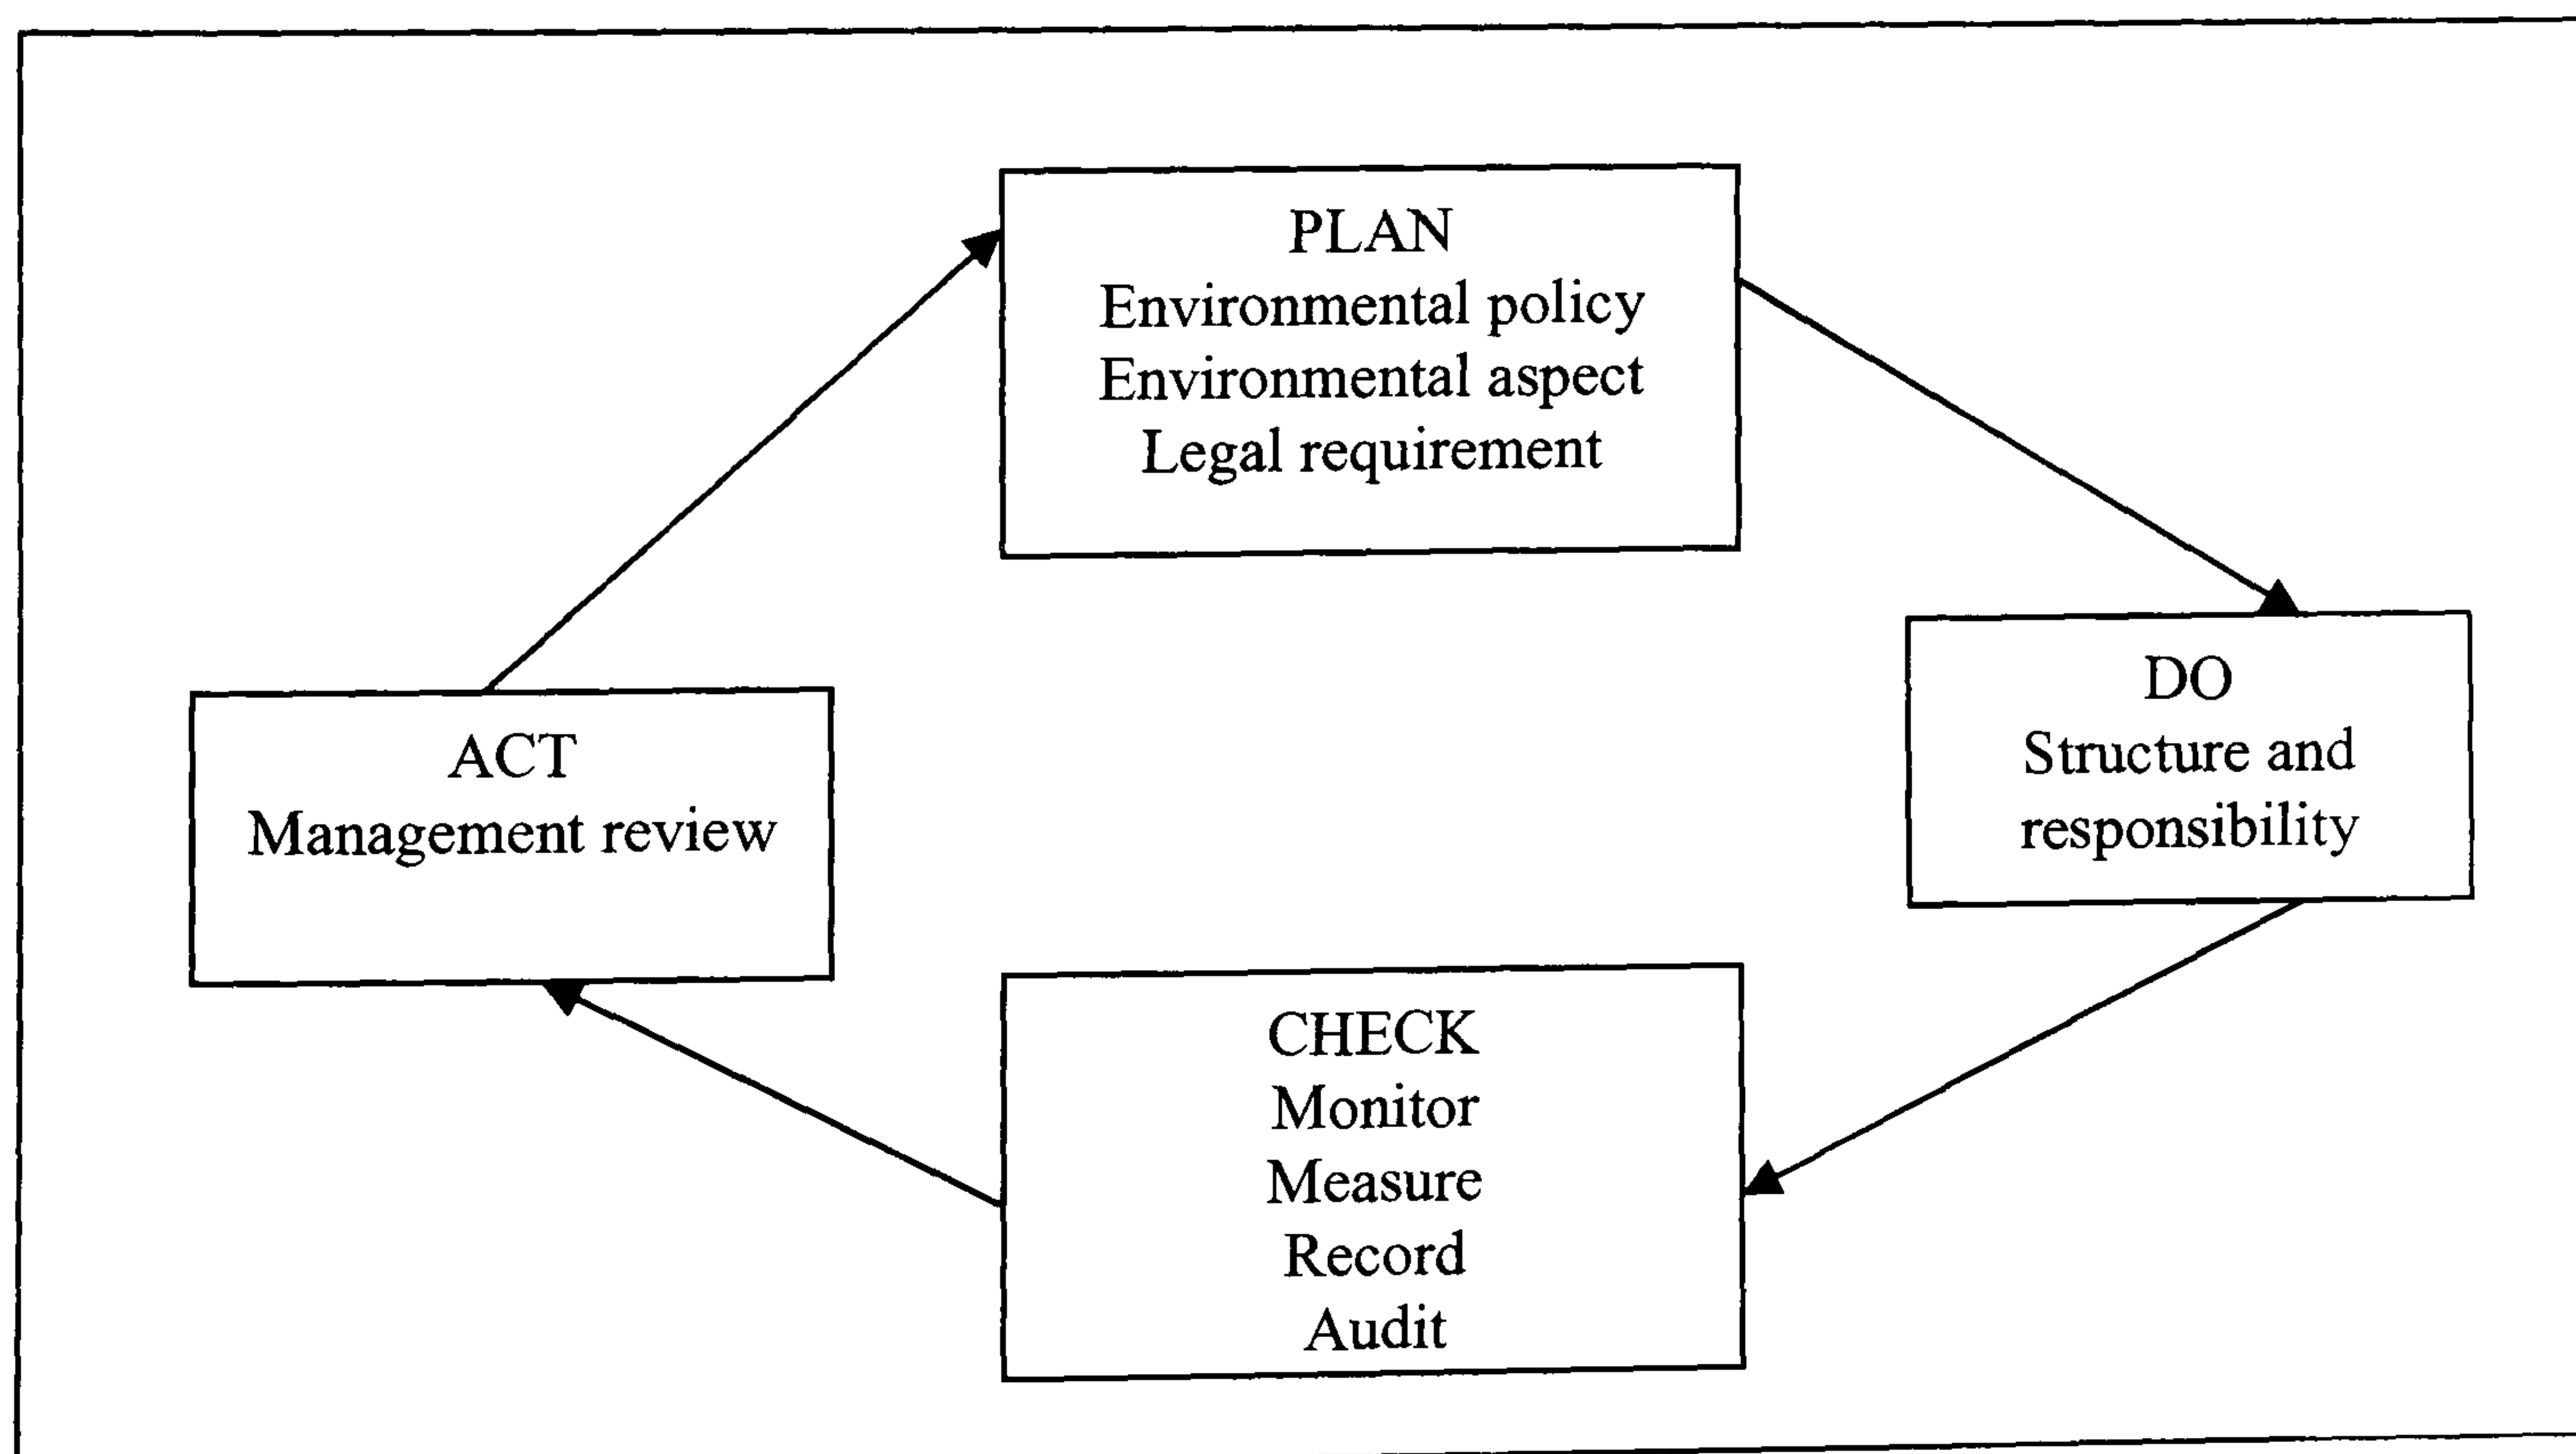 PLAN
Environmental policy
Environmental aspect
Legal requirement
DO
Structure and
responsibility
CHECK
Monitor
Measure
Record
Audit
ACT
Management review